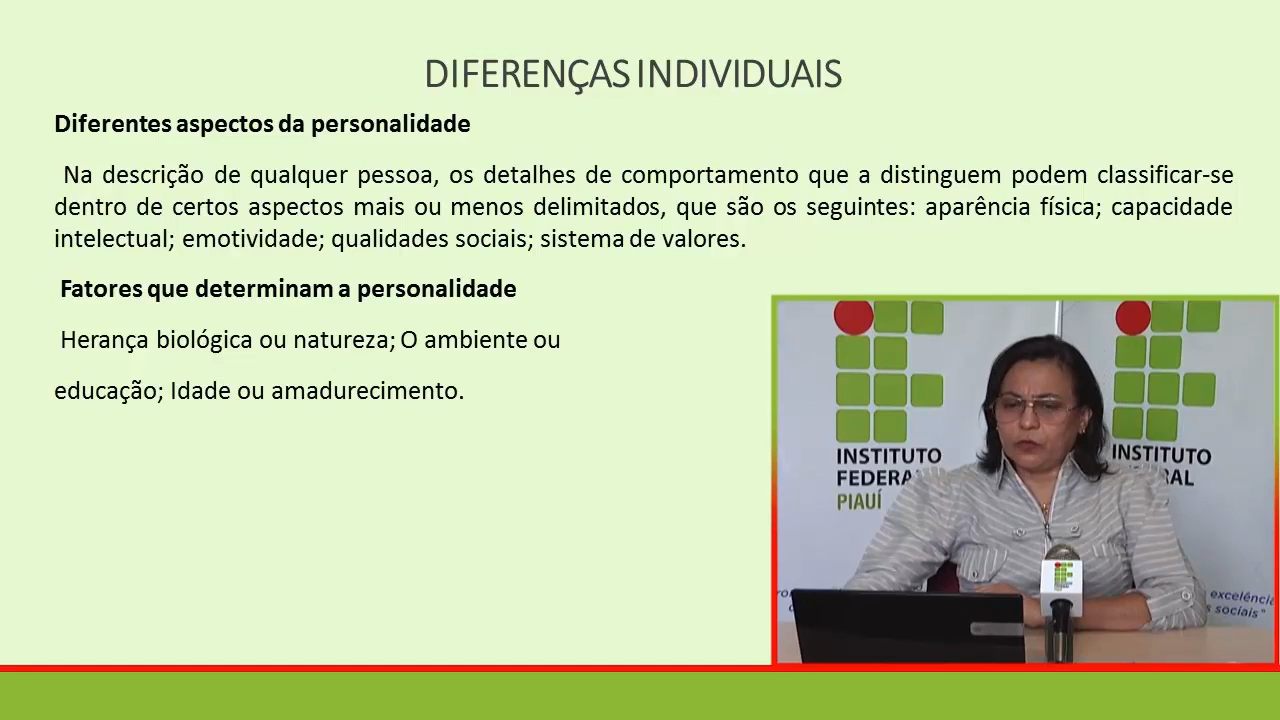 DIFERENÇAS INDIVIDUAIS
Diferentes aspectos da personalidade
Na descrição de qualquer pessoa, os detalhes de comportamento que a distinguem podem classificar-se
dentro de certos aspectos mais ou menos delimitados, que são os seguintes: aparência física; capacidade
intelectual; emotividade; qualidades sociais; sistema de valores.
Fatores que determinam a personalidade
Herança biológica ou natureza; O ambiente ou
educação; Idade ou amadurecimento.
INSTITUTO
FEDERA
PIAUÍ
INSTITUTO
RAL
excelência
s sociais"